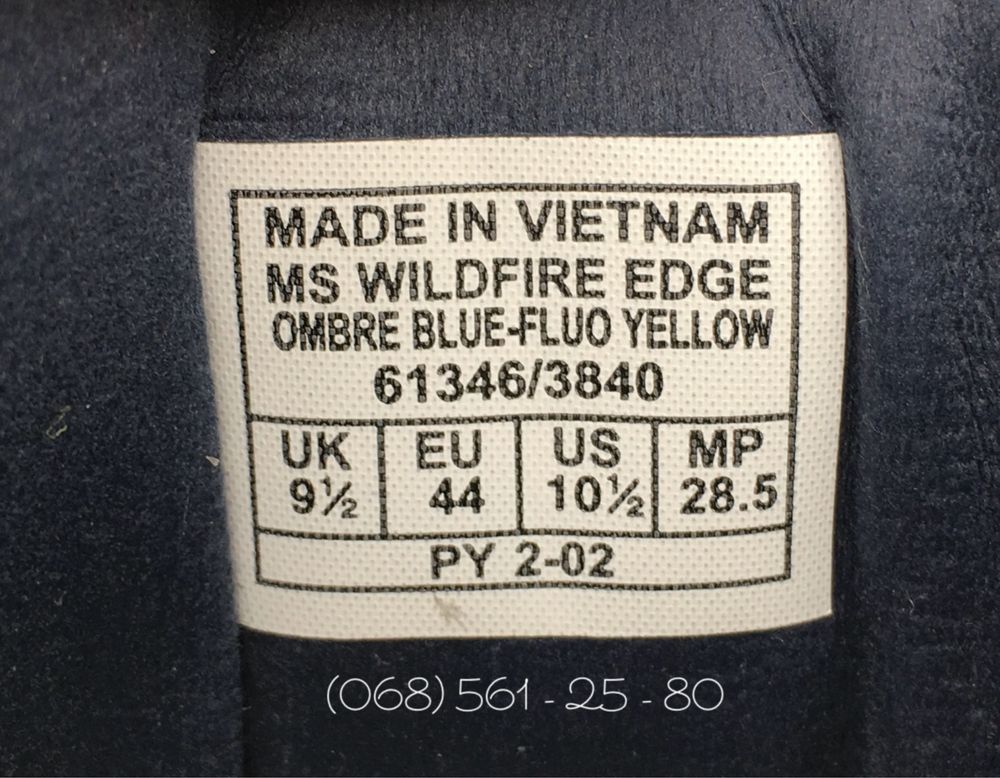 MADE IN VIETNAM
MS WILDFIRE EDGE
OMBRE BLUE-FLUO YELLOW
61346/3840
UK EU US MP
9½ 44 10½ 28.5
PY 2-02
(068) 561 - 25 - 80